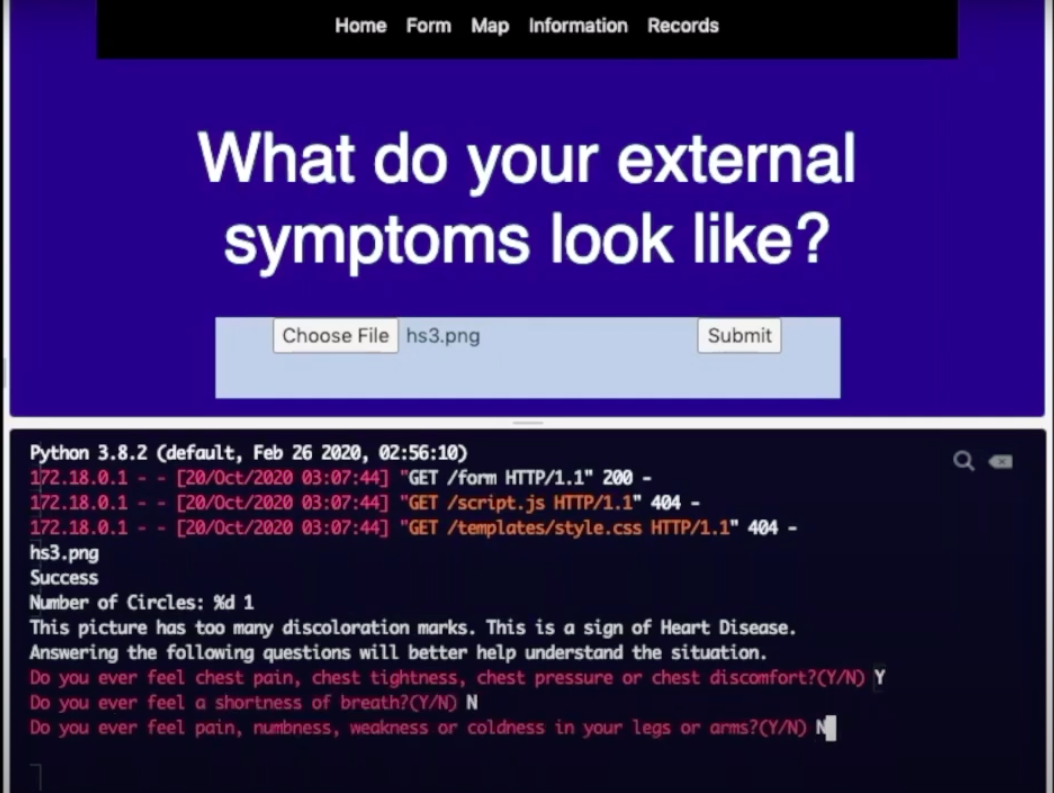 Home Form Map Information Records
What do your external
symptoms look like?
Choose File hs3.png Submit
Python 3.8.2 (default, Feb 26 2020, 02:56:10)
172.18.0.1 - - [20/Oct/2020 03:07:44] "GET /form HTTP/1.1" 200 -
172.18.0.1 - - [20/Oct/2020 03:07:44] "GET /script.js HTTP/1.1" 404 -
172.18.0.1 - - [20/Oct/2020 03:07:44] "GET /templates/style.css HTTP/1.1" 404 -
hs3.png
Success
Number of Circles: %d 1
This picture has too many discoloration marks. This is a sign of Heart Disease.
Answering the following questions will better help understand the situation.
Do you ever feel chest pain, chest tightness, chest pressure or chest discomfort?(Y/N) Y
Do you ever feel a shortness of breath?(Y/N) N
Do you ever feel pain, numbness, weakness or coldness in your legs or arms?(Y/N) N